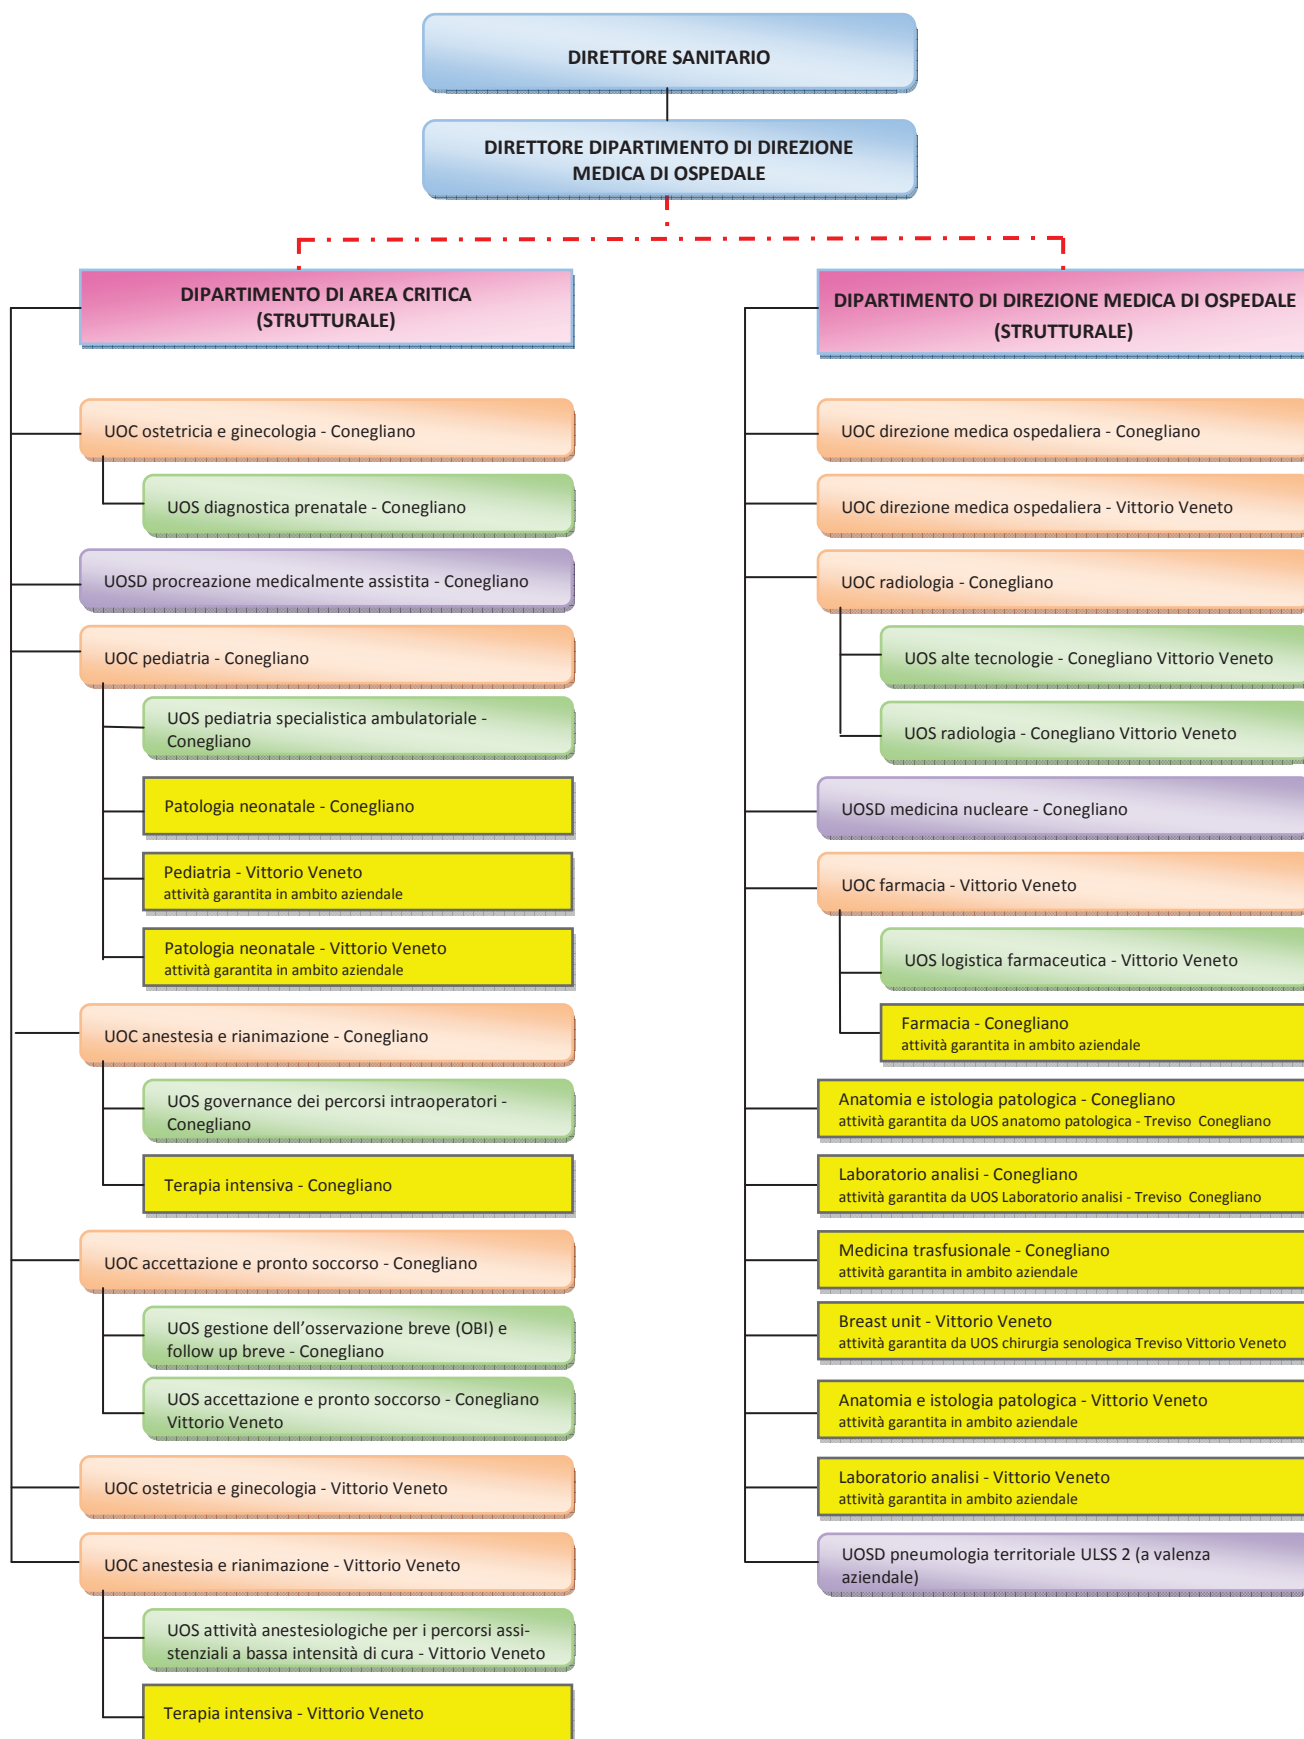 DIRETTORE SANITARIO
DIRETTORE DIPARTIMENTO DI DIREZIONE
MEDICA DI OSPEDALE
DIPARTIMENTO DI AREA CRITICA
(STRUTTURALE)
UOC ostetricia e ginecologia - Conegliano
UOS diagnostica prenatale - Conegliano
UOSD procreazione medicalmente assistita - Conegliano
UOC pediatria - Conegliano
UOS pediatria specialistica ambulatoriale -
Conegliano
Patologia neonatale - Conegliano
Pediatria - Vittorio Veneto
attività garantita in ambito aziendale
Patologia neonatale - Vittorio Veneto
attività garantita in ambito aziendale
UOC anestesia e rianimazione - Conegliano
UOS governance dei percorsi intraoperatori -
Conegliano
Terapia intensiva - Conegliano
UOC accettazione e pronto soccorso - Conegliano
UOS gestione dell’osservazione breve (OBI) e
follow up breve - Conegliano
UOS accettazione e pronto soccorso - Conegliano
Vittorio Veneto
UOC ostetricia e ginecologia - Vittorio Veneto
UOC anestesia e rianimazione - Vittorio Veneto
UOS attività anestesiologiche per i percorsi assi-
stenziali a bassa intensità di cura - Vittorio Veneto
Terapia intensiva - Vittorio Veneto
DIPARTIMENTO DI DIREZIONE MEDICA DI OSPEDALE
(STRUTTURALE)
UOC direzione medica ospedaliera - Conegliano
UOC direzione medica ospedaliera - Vittorio Veneto
UOC radiologia - Conegliano
UOS alte tecnologie - Conegliano Vittorio Veneto
UOS radiologia - Conegliano Vittorio Veneto
UOSD medicina nucleare - Conegliano
UOC farmacia - Vittorio Veneto
UOS logistica farmaceutica - Vittorio Veneto
Farmacia - Conegliano
attività garantita in ambito aziendale
Anatomia e istologia patologica - Conegliano
attività garantita da UOS anatomo patologica - Treviso Conegliano
Laboratorio analisi - Conegliano
attività garantita da UOS Laboratorio analisi - Treviso Conegliano
Medicina trasfusionale - Conegliano
attività garantita in ambito aziendale
Breast unit - Vittorio Veneto
attività garantita da UOS chirurgia senologica Treviso Vittorio Veneto
Anatomia e istologia patologica - Vittorio Veneto
attività garantita in ambito aziendale
Laboratorio analisi - Vittorio Veneto
attività garantita in ambito aziendale
UOSD pneumologia territoriale ULSS 2 (a valenza
aziendale)